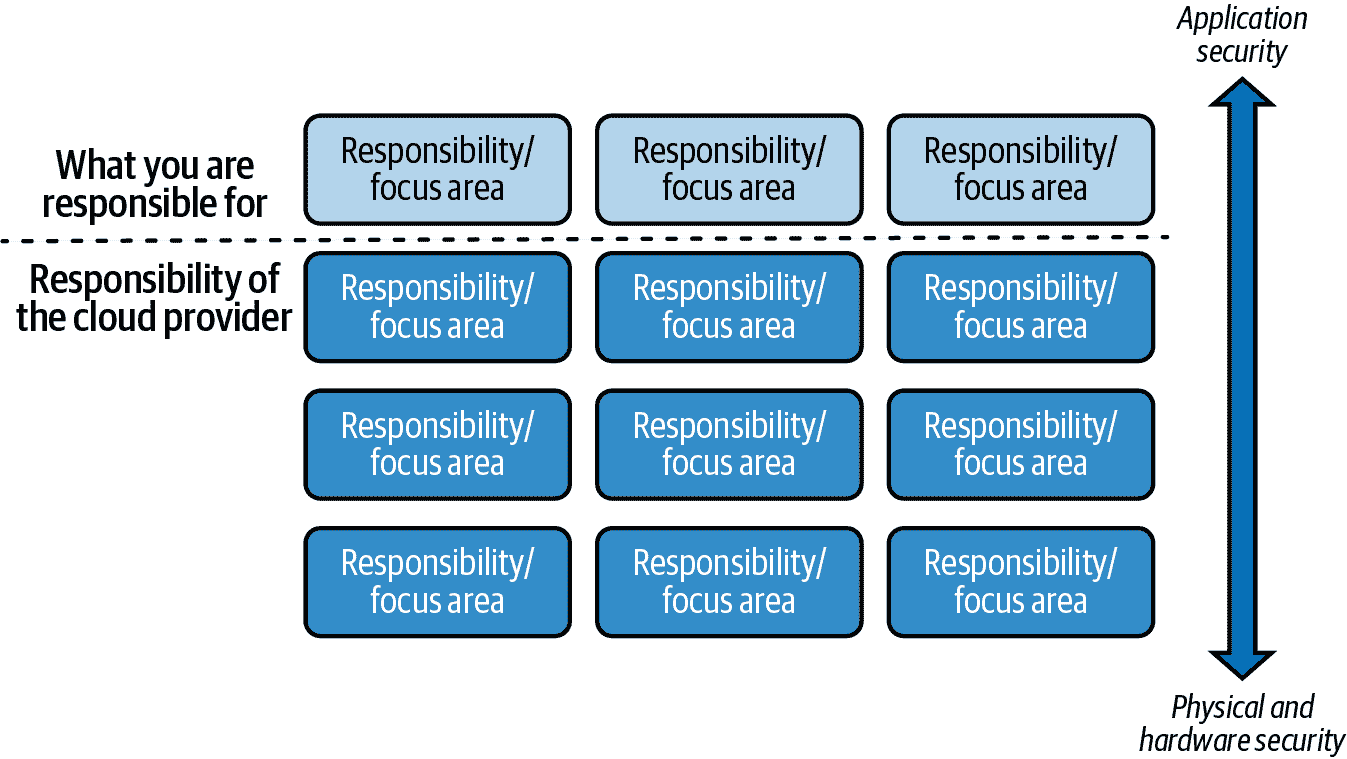 Application
security
What you are
responsible for
Responsibility/
focus area
Responsibility/
focus area
Responsibility/
focus area
Responsibility of
the cloud provider
Responsibility/
focus area
Responsibility/
focus area
Responsibility/
focus area
Responsibility/
focus area
Responsibility/
focus area
Responsibility/
focus area
Responsibility/
focus area
Responsibility/
focus area
Responsibility/
focus area
Physical and
hardware security